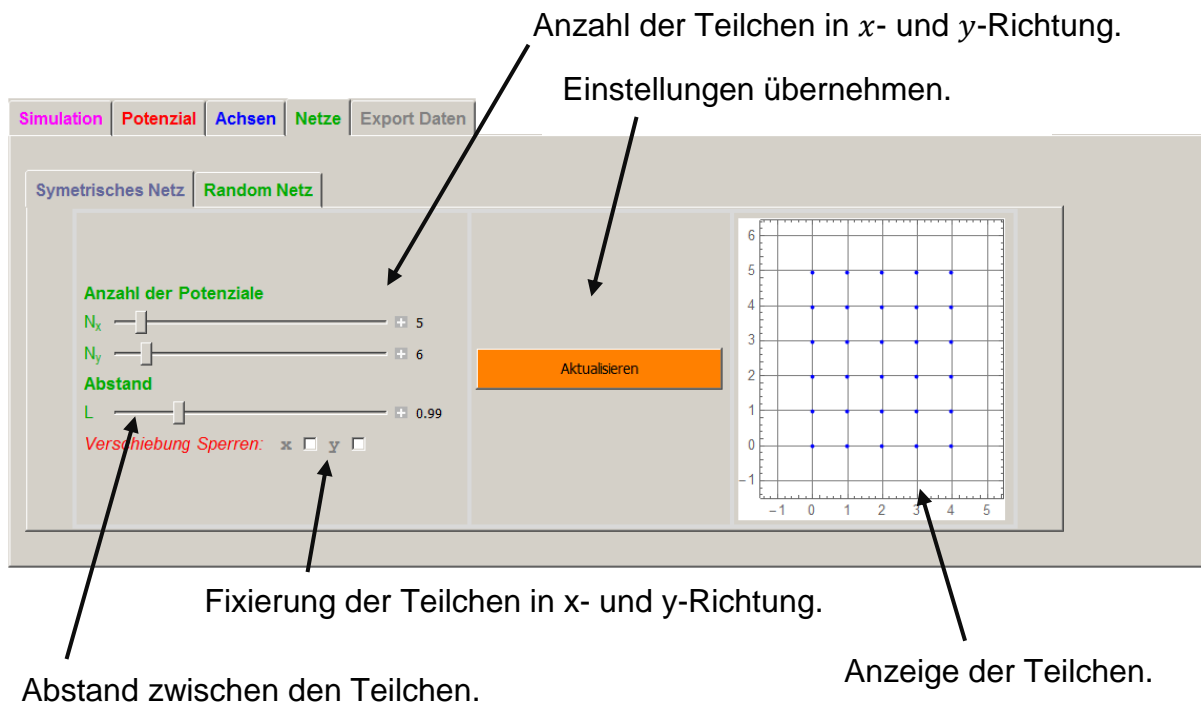 Anzahl der Teilchen in 𝑥- und 𝑦-Richtung.
Einstellungen übernehmen.
Simulation Potenzial Achsen Netze Export Daten
Symetrisches Netz Random Netz
Anzahl der Potenziale
Nx 5
Ny 6
Abstand
L 0.99
Verschiebung Sperren: x y
Aktualisieren
6
5
4
3
2
1
0
−1
−1 0 1 2 3 4 5
Fixierung der Teilchen in x- und y-Richtung.
Anzeige der Teilchen.
Abstand zwischen den Teilchen.